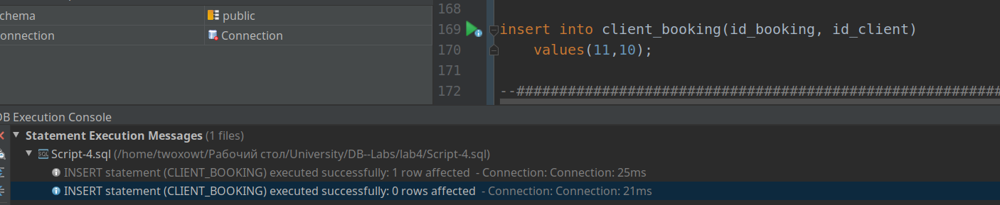 chema public
onnection Connection
168
169 insert into client_booking(id_booking, id_client)
170 values(11,10);
171
172 --##########################################################
DB Execution Console
Statement Execution Messages (1 files)
Script-4.sql (/home/twoxowt/Рабочий стол/University/DB--Labs/lab4/Script-4.sql)
INSERT statement (CLIENT_BOOKING) executed successfully: 1 row affected - Connection: Connection: 25ms
INSERT statement (CLIENT_BOOKING) executed successfully: 0 rows affected - Connection: Connection: 21ms